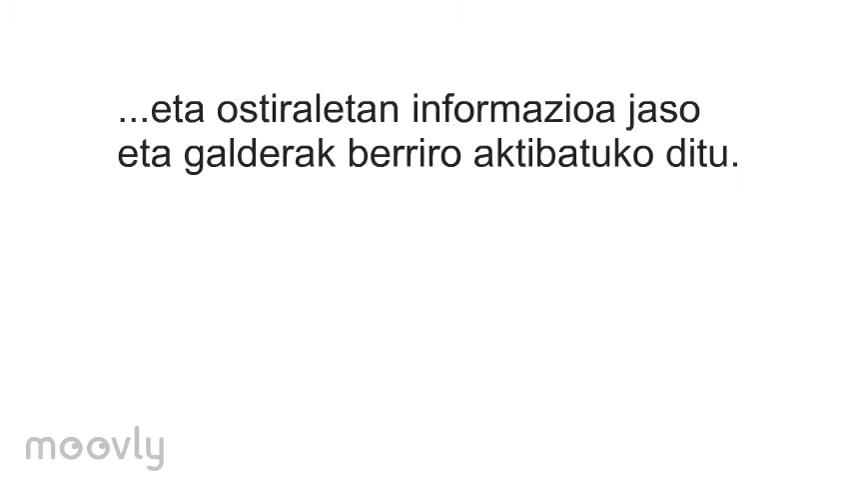 ...eta ostiraletan informazioa jaso
eta galderak berriro aktibatuko ditu.
moovly